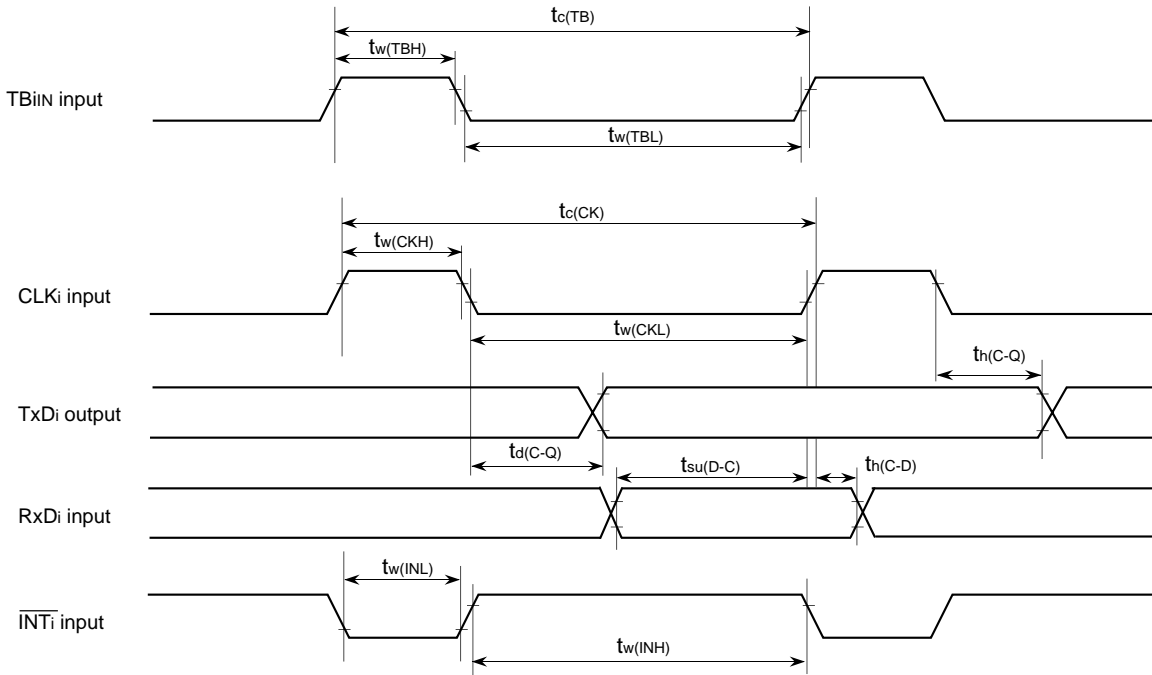 tc(TB)
tw(TBH)
TBiIN input
tw(TBL)
tc(CK)
tw(CKH)
CLKi input
tw(CKL)
th(C-Q)
TxDi output
td(C-Q)
tsu(D-C)
th(C-D)
RxDi input
tw(INL)
INTi input
tw(INH)